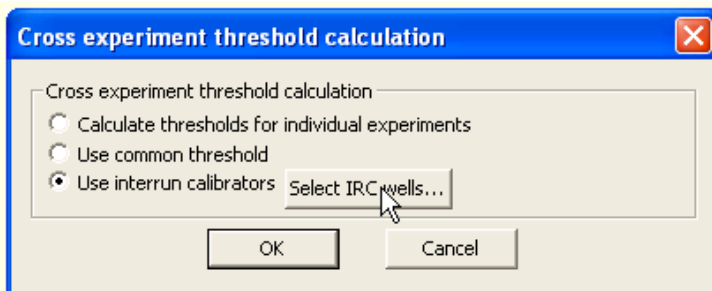 Cross experiment threshold calculation
Cross experiment threshold calculation
Calculate thresholds for individual experiments
Use common threshold
Use interrun calibrators Select IRC wells...
OK Cancel